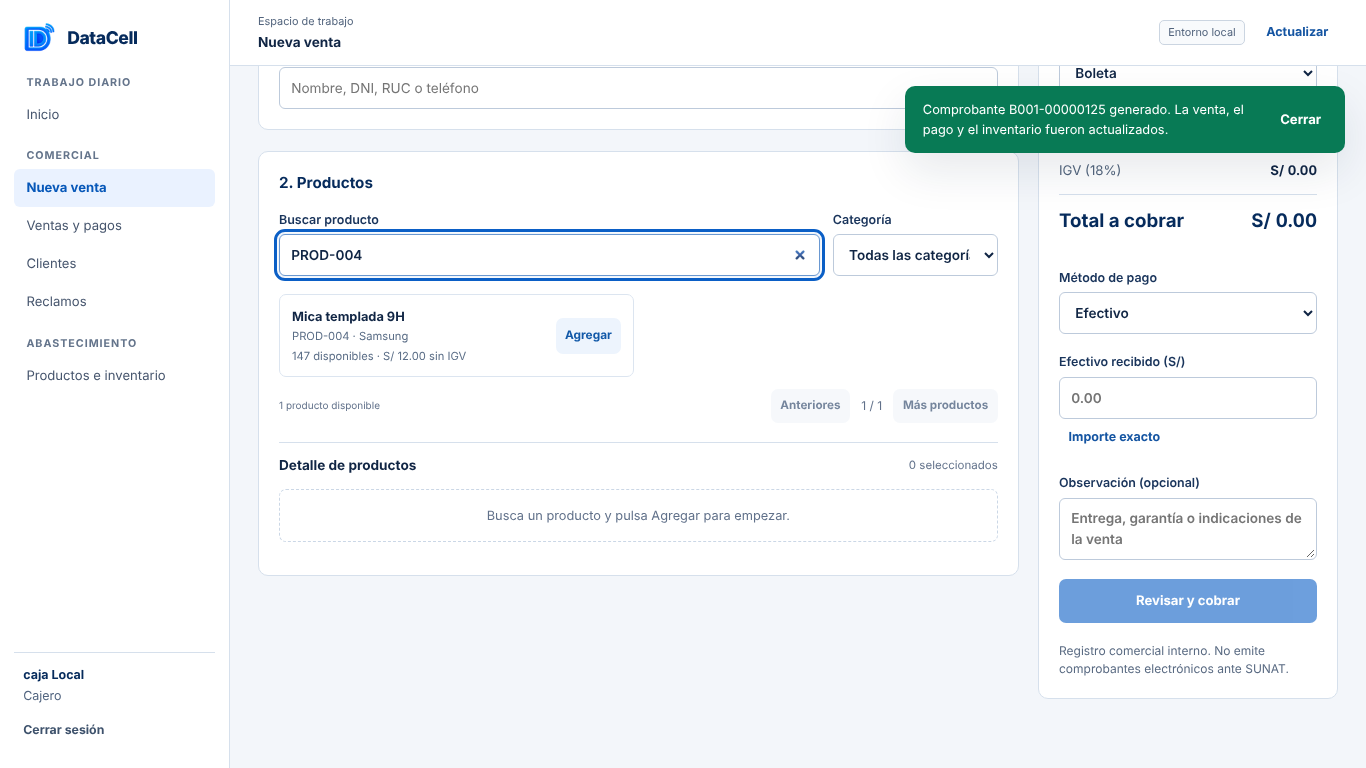 DataCell
TRABAJO DIARIO
Inicio
COMERCIAL
Nueva venta
Ventas y pagos
Clientes
Reclamos
ABASTECIMIENTO
Productos e inventario
caja Local
Cajero
Cerrar sesión
Espacio de trabajo
Nueva venta
Entorno local
Actualizar
Nombre, DNI, RUC o teléfono
2. Productos
Buscar producto
Categoría
PROD-004
Todas las categorí
Mica templada 9H
PROD-004 · Samsung
147 disponibles · S/ 12.00 sin IGV
Agregar
1 producto disponible
Anteriores
1 / 1
Más productos
Detalle de productos
0 seleccionados
Busca un producto y pulsa Agregar para empezar.
Boleta
Comprobante B001-00000125 generado. La venta, el
pago y el inventario fueron actualizados.
Cerrar
IGV (18%)
S/ 0.00
Total a cobrar
S/ 0.00
Método de pago
Efectivo
Efectivo recibido (S/)
0.00
Importe exacto
Observación (opcional)
Entrega, garantía o indicaciones de
la venta
Revisar y cobrar
Registro comercial interno. No emite
comprobantes electrónicos ante SUNAT.